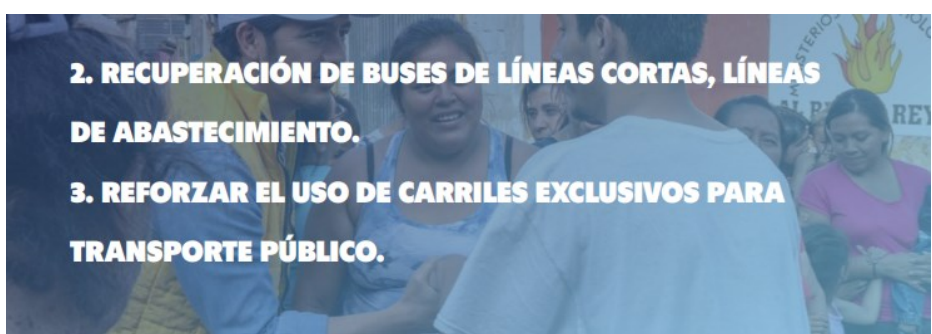 2. RECUPERACIÓN DE BUSES DE LÍNEAS CORTAS, LÍNEAS
DE ABASTECIMIENTO.
3. REFORZAR EL USO DE CARRILES EXCLUSIVOS PARA
TRANSPORTE PÚBLICO.